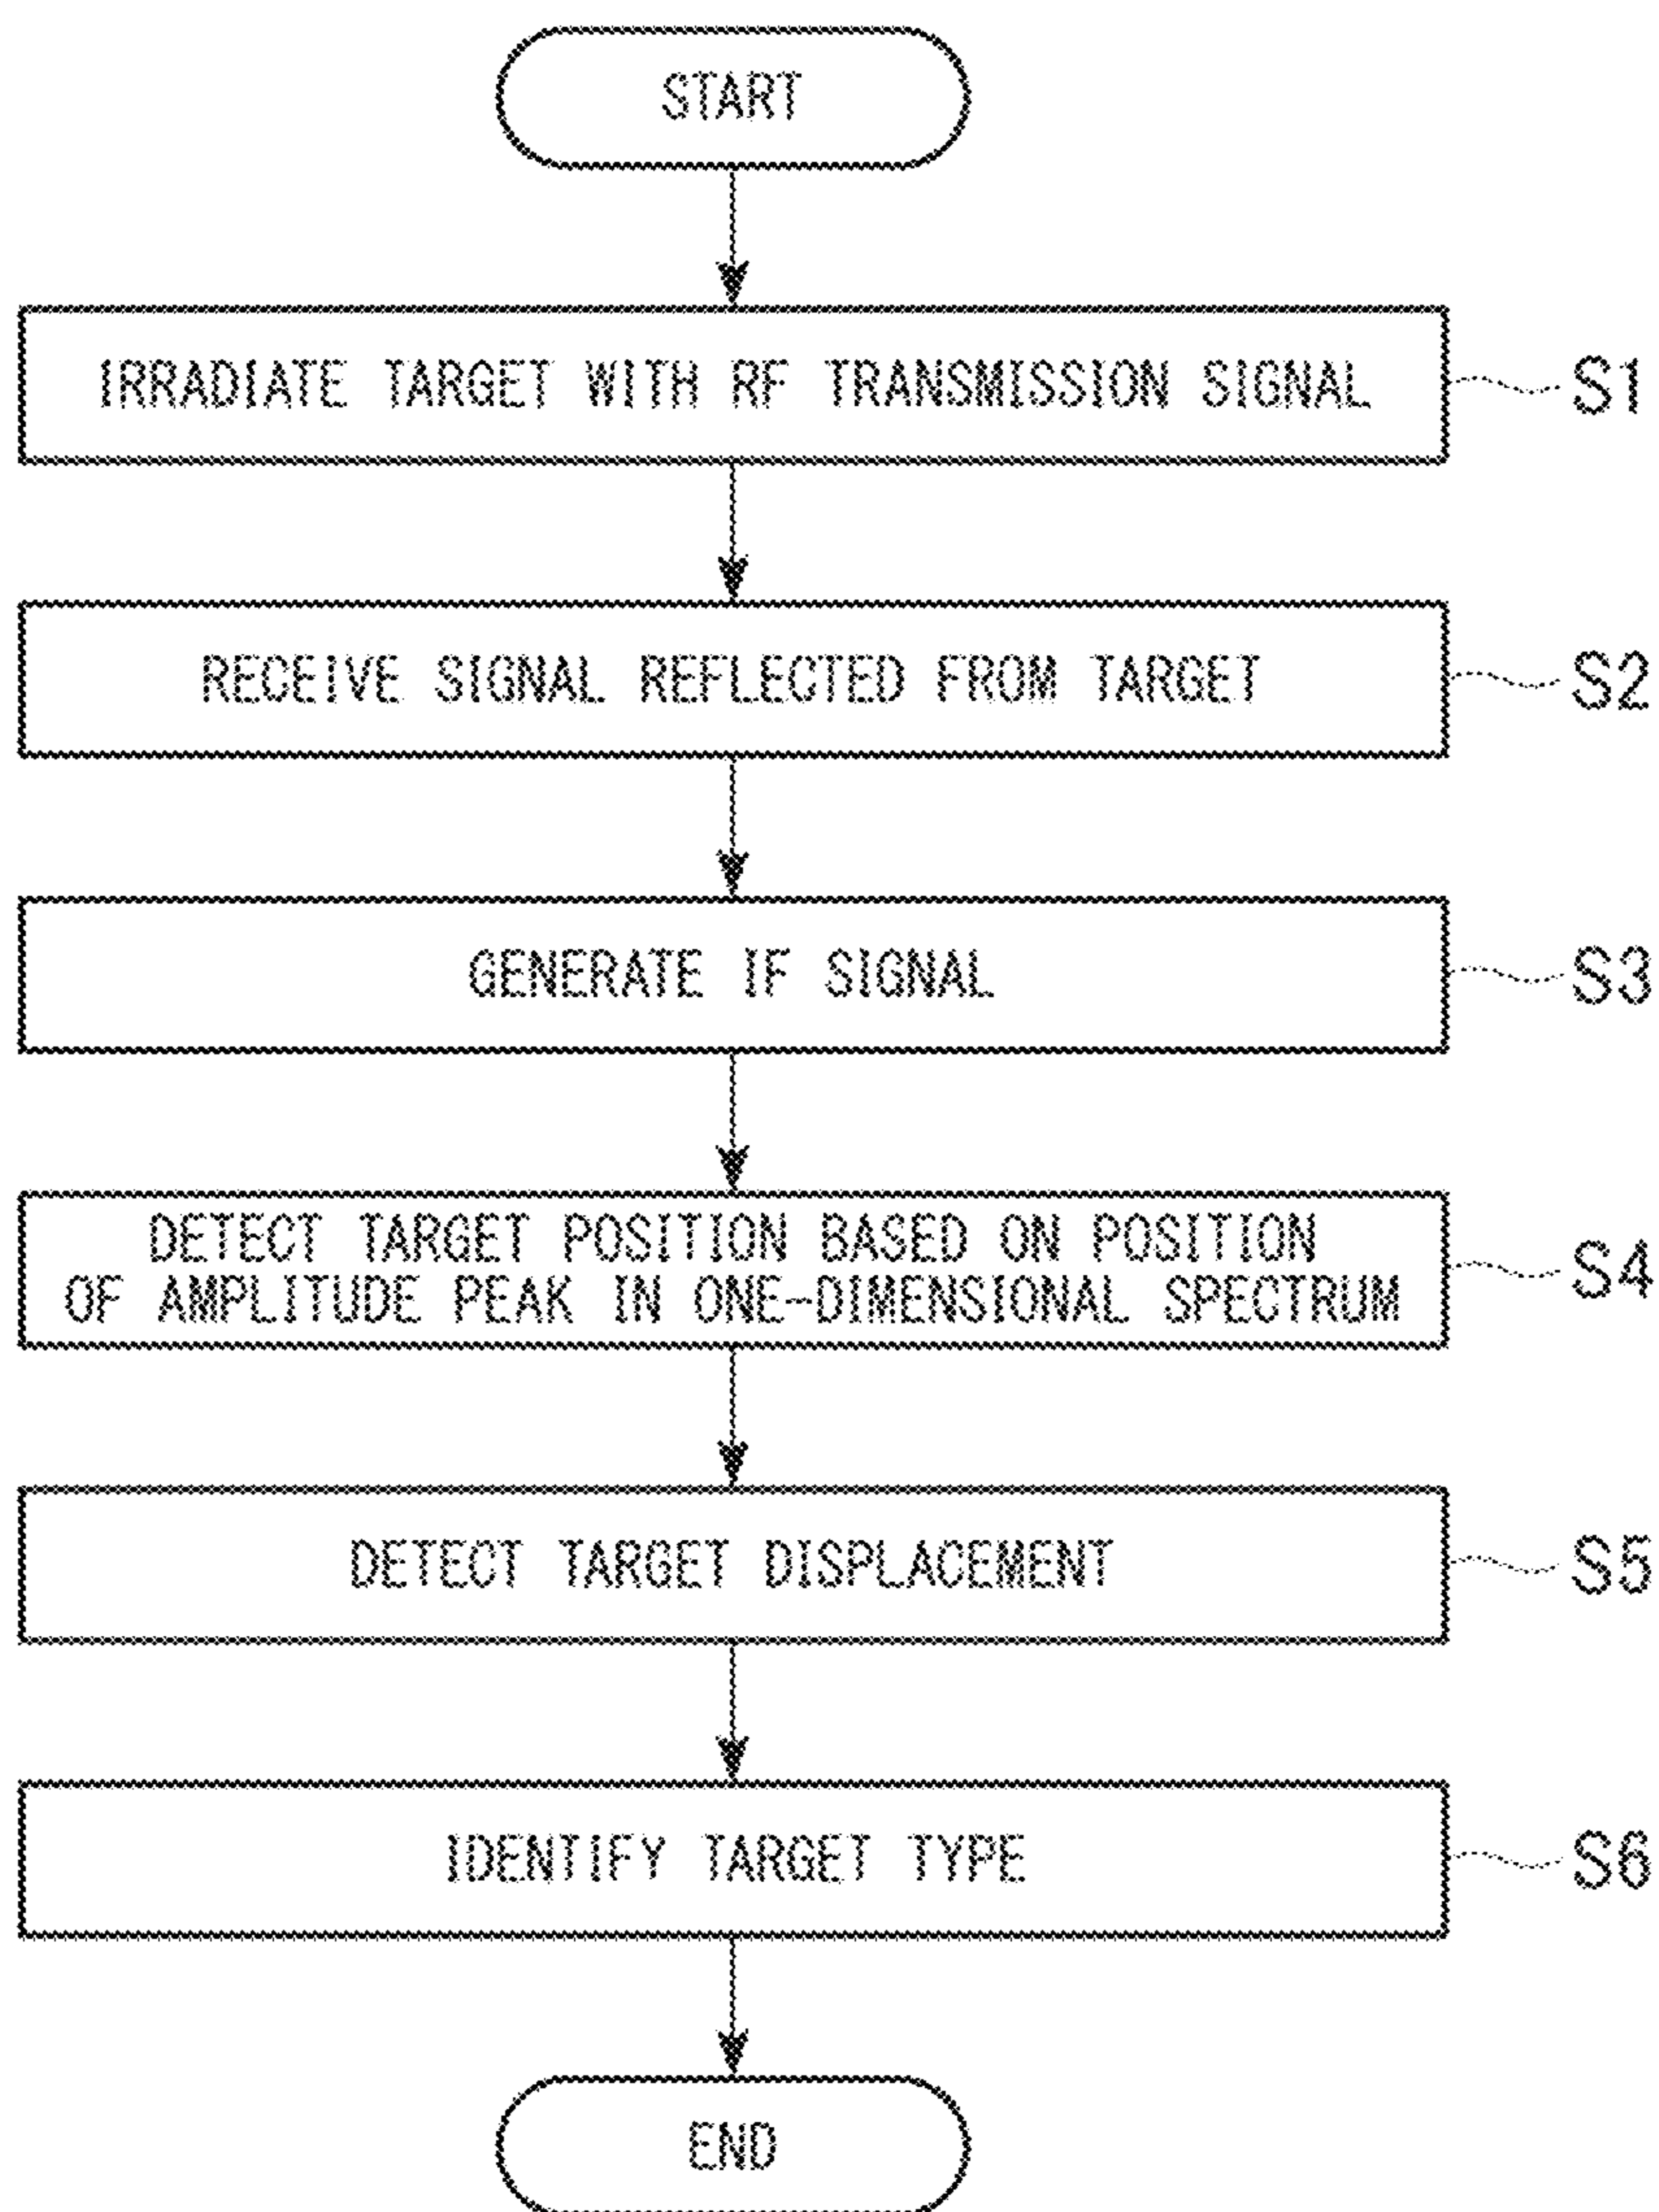 START
IRRADIATE TARGET WITH RF TRANSMISSION SIGNAL
S1
RECEIVE SIGNAL REFLECTED FROM TARGET
S2
GENERATE IF SIGNAL
S3
DETECT TARGET POSITION BASED ON POSITION
OF AMPLITUDE PEAK IN ONE-DIMENSIONAL SPECTRUM
S4
DETECT TARGET DISPLACEMENT
S5
IDENTIFY TARGET TYPE
S6
END